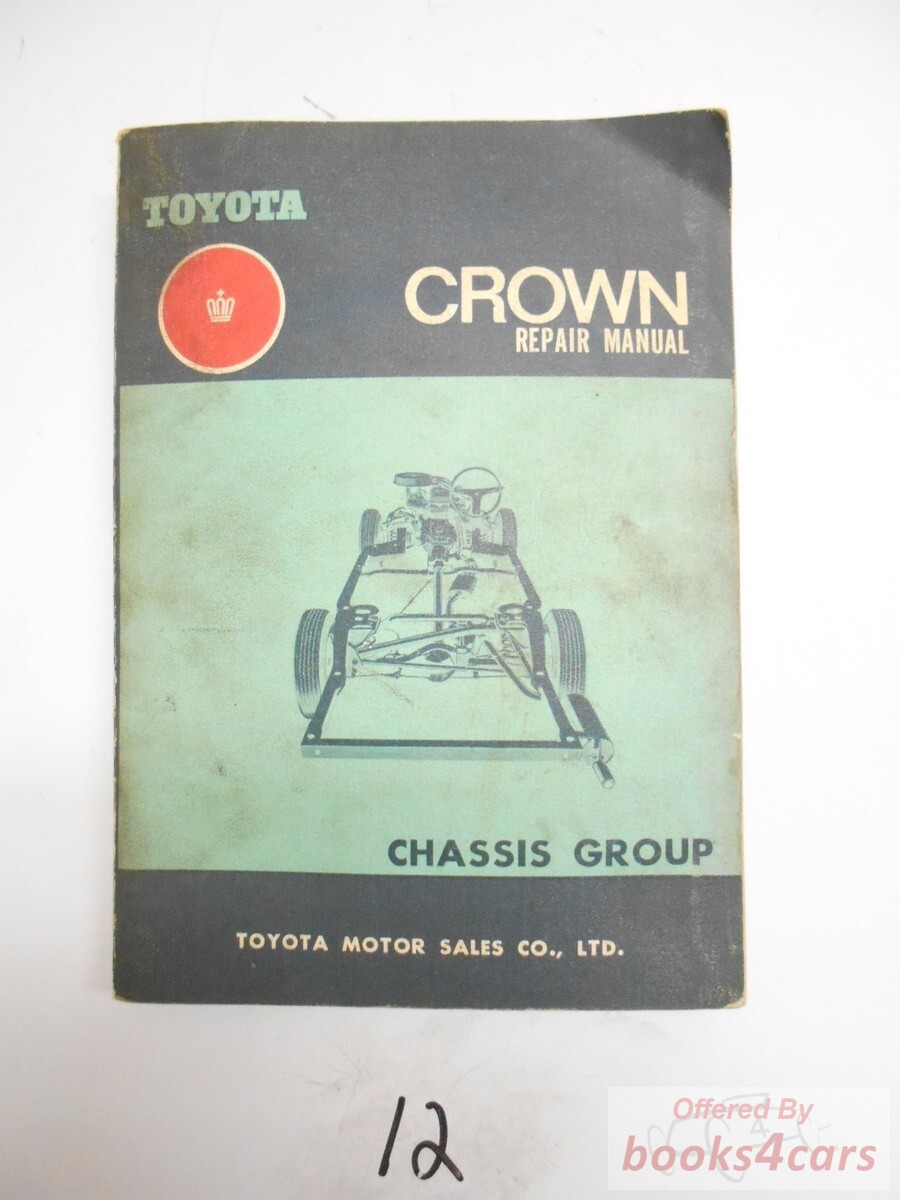 TOYOTA
CROWN
REPAIR MANUAL
CHASSIS GROUP
TOYOTA MOTOR SALES CO., LTD.
12
Offered By
books4cars